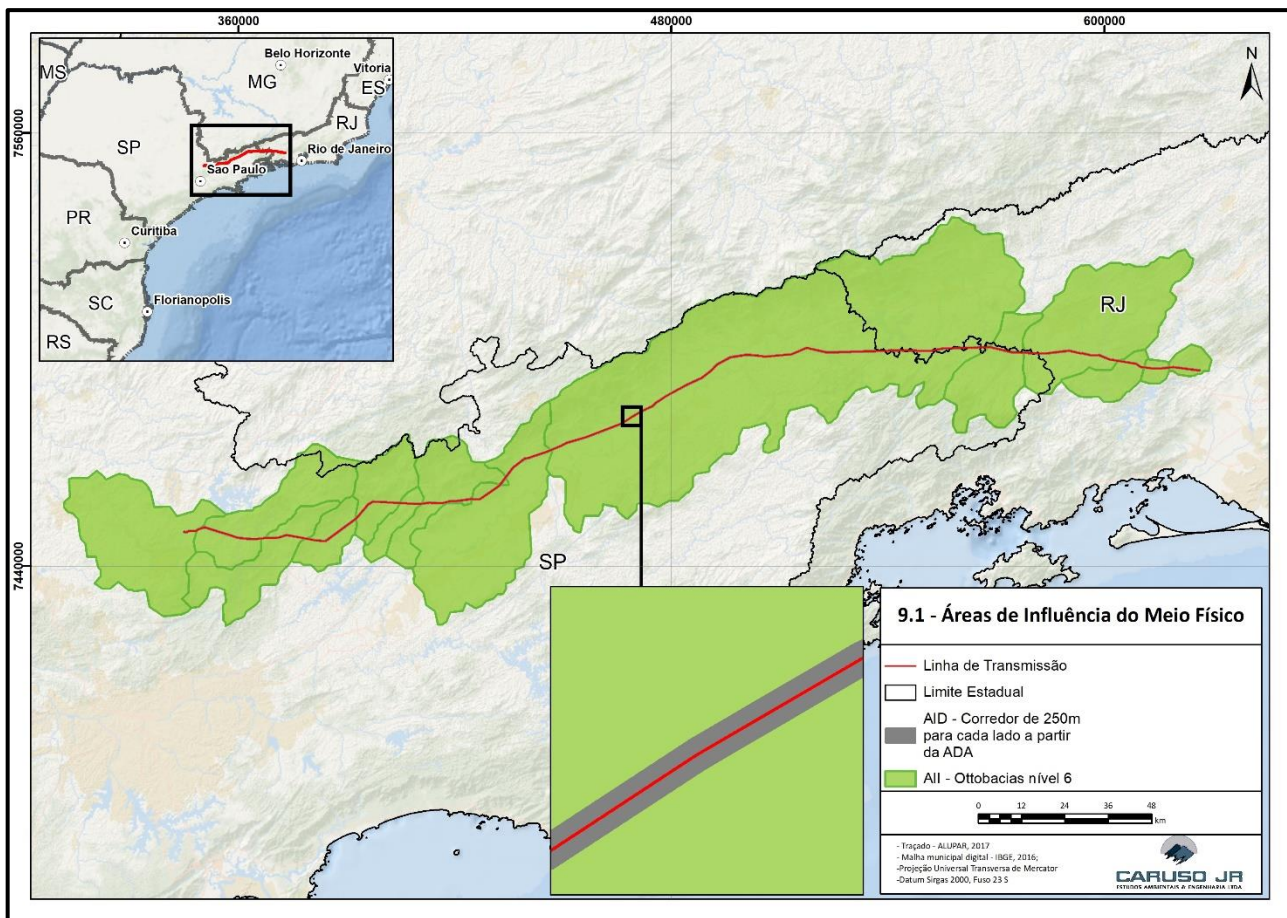 360000
480000
600000
7560000
7440000
N
Belo Horizonte
MS
MG
Vitoria
ES
SP
RJ
Rio de Janeiro
Sao Paulo
PR
Curitiba
SC
Florianopolis
RS
RJ
SP
9.1 - Áreas de Influência do Meio Físico
Linha de Transmissão
Limite Estadual
AID - Corredor de 250m
para cada lado a partir
da ADA
AII - Ottobacias nível 6
0 12 24 36 48
km
- Traçado - ALUPAR, 2017
- Malha municipal digital - IBGE, 2016;
-Projeção Universal Transversa de Mercator
-Datum Sirgas 2000, Fuso 23 S
CARUSO JR
ESTUDOS AMBIENTAIS & ENGENHARIA LTDA.